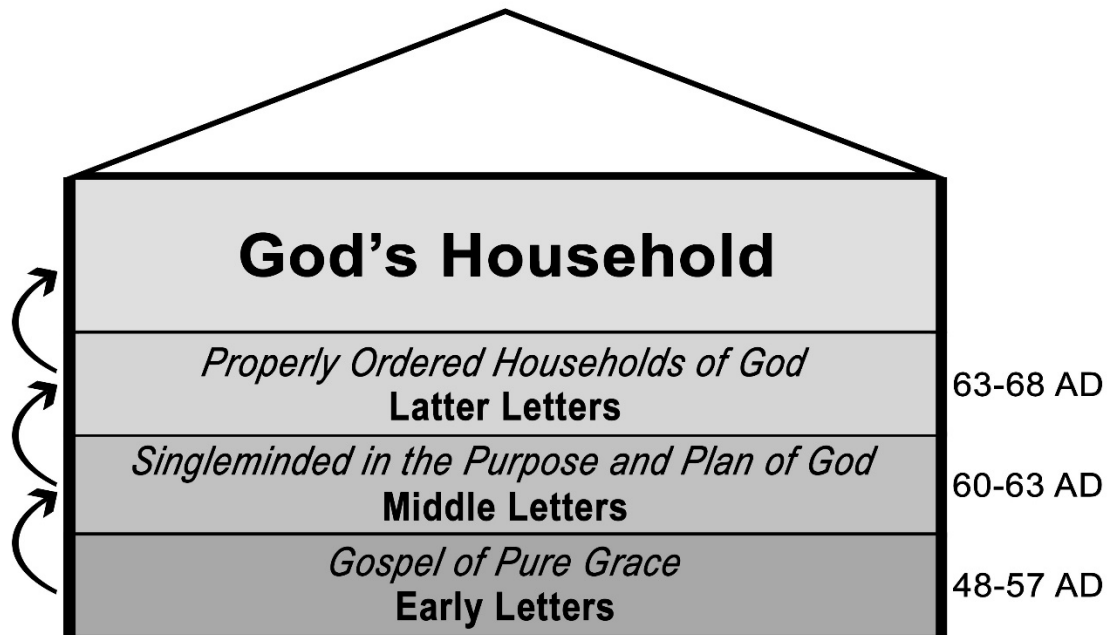 God’s Household
Properly Ordered Households of God
Latter Letters
63-68 AD
Singleminded in the Purpose and Plan of God
Middle Letters
60-63 AD
Gospel of Pure Grace
Early Letters
48-57 AD